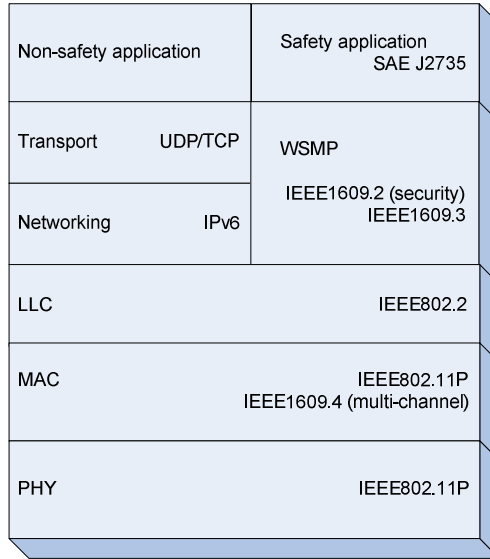 Non-safety application
Safety application
SAE J2735
Transport UDP/TCP
Networking IPv6
WSMP
IEEE1609.2 (security)
IEEE1609.3
LLC IEEE802.2
MAC IEEE802.11P
IEEE1609.4 (multi-channel)
PHY IEEE802.11P